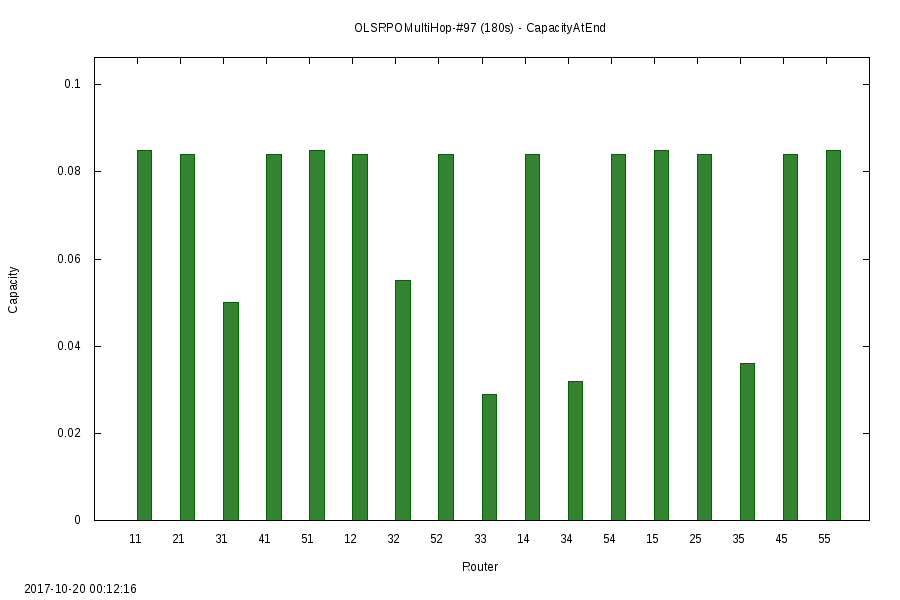 OLSRPOMultiHop-#97 (180s) - CapacityAtEnd
0.1
0.08
0.06
0.04
0.02
0
Capacity
11 21 31 41 51 12 32 52 33 14 34 54 15 25 35 45 55
Router
2017-10-20 00:12:16